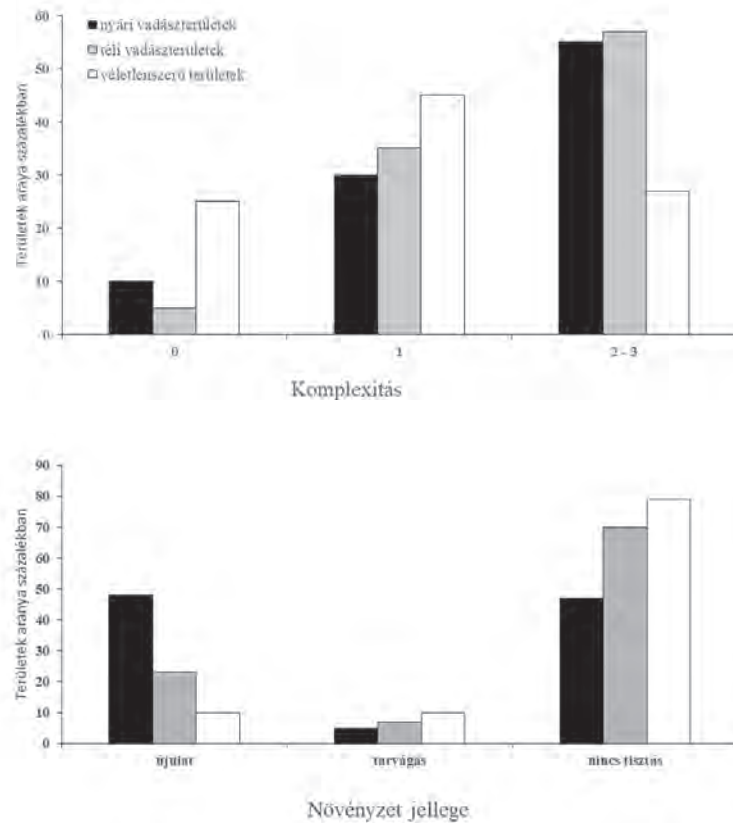 60
50
40
30
20
10
0
Területek aránya százalékban
nyári vadászterületek
téli vadászterületek
véletlenszerű területek
0 1 2 - 3
Komplexitás
90
80
70
60
50
40
30
20
10
0
Területek aránya százalékban
újulat tarvágás nincs tisztás
Növényzet jellege